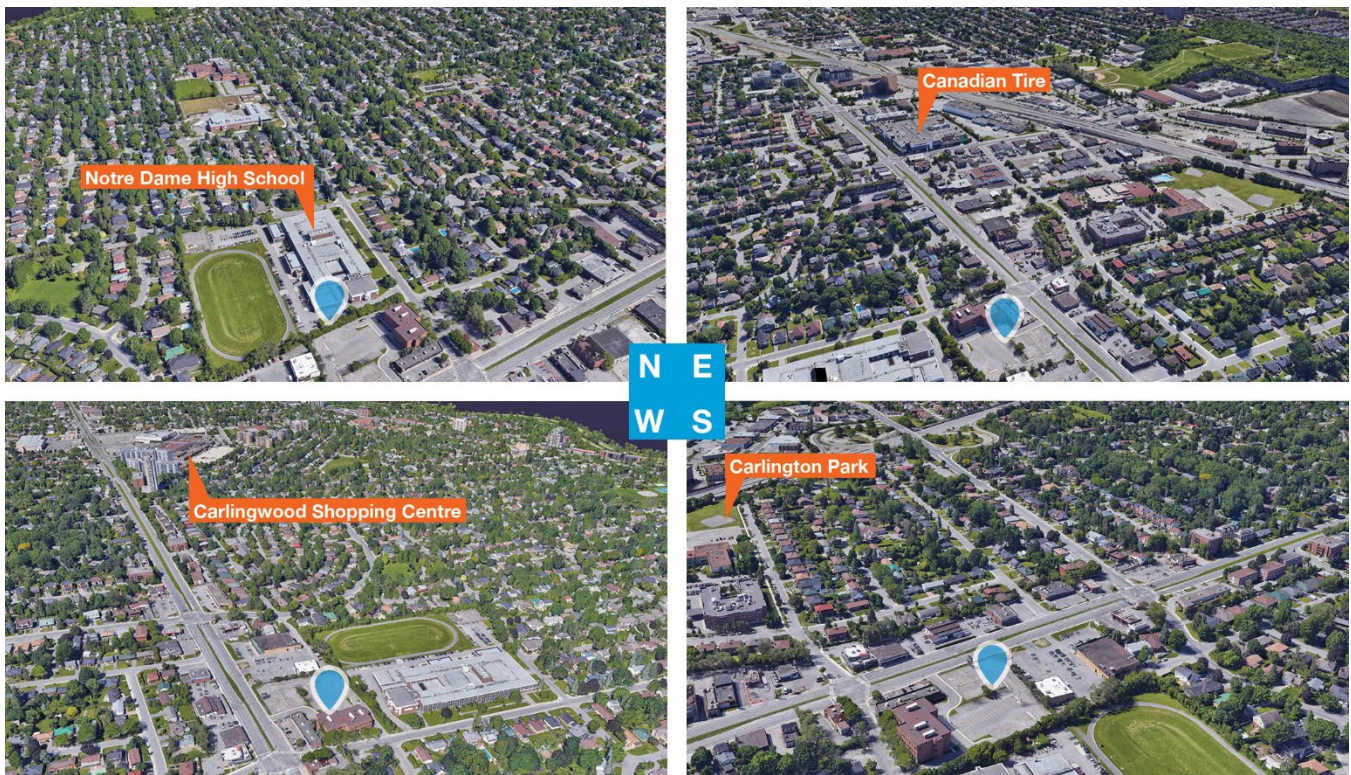 Notre Dame High School
Canadian Tire
N E
W S
Carlingwood Shopping Centre
Carlington Park